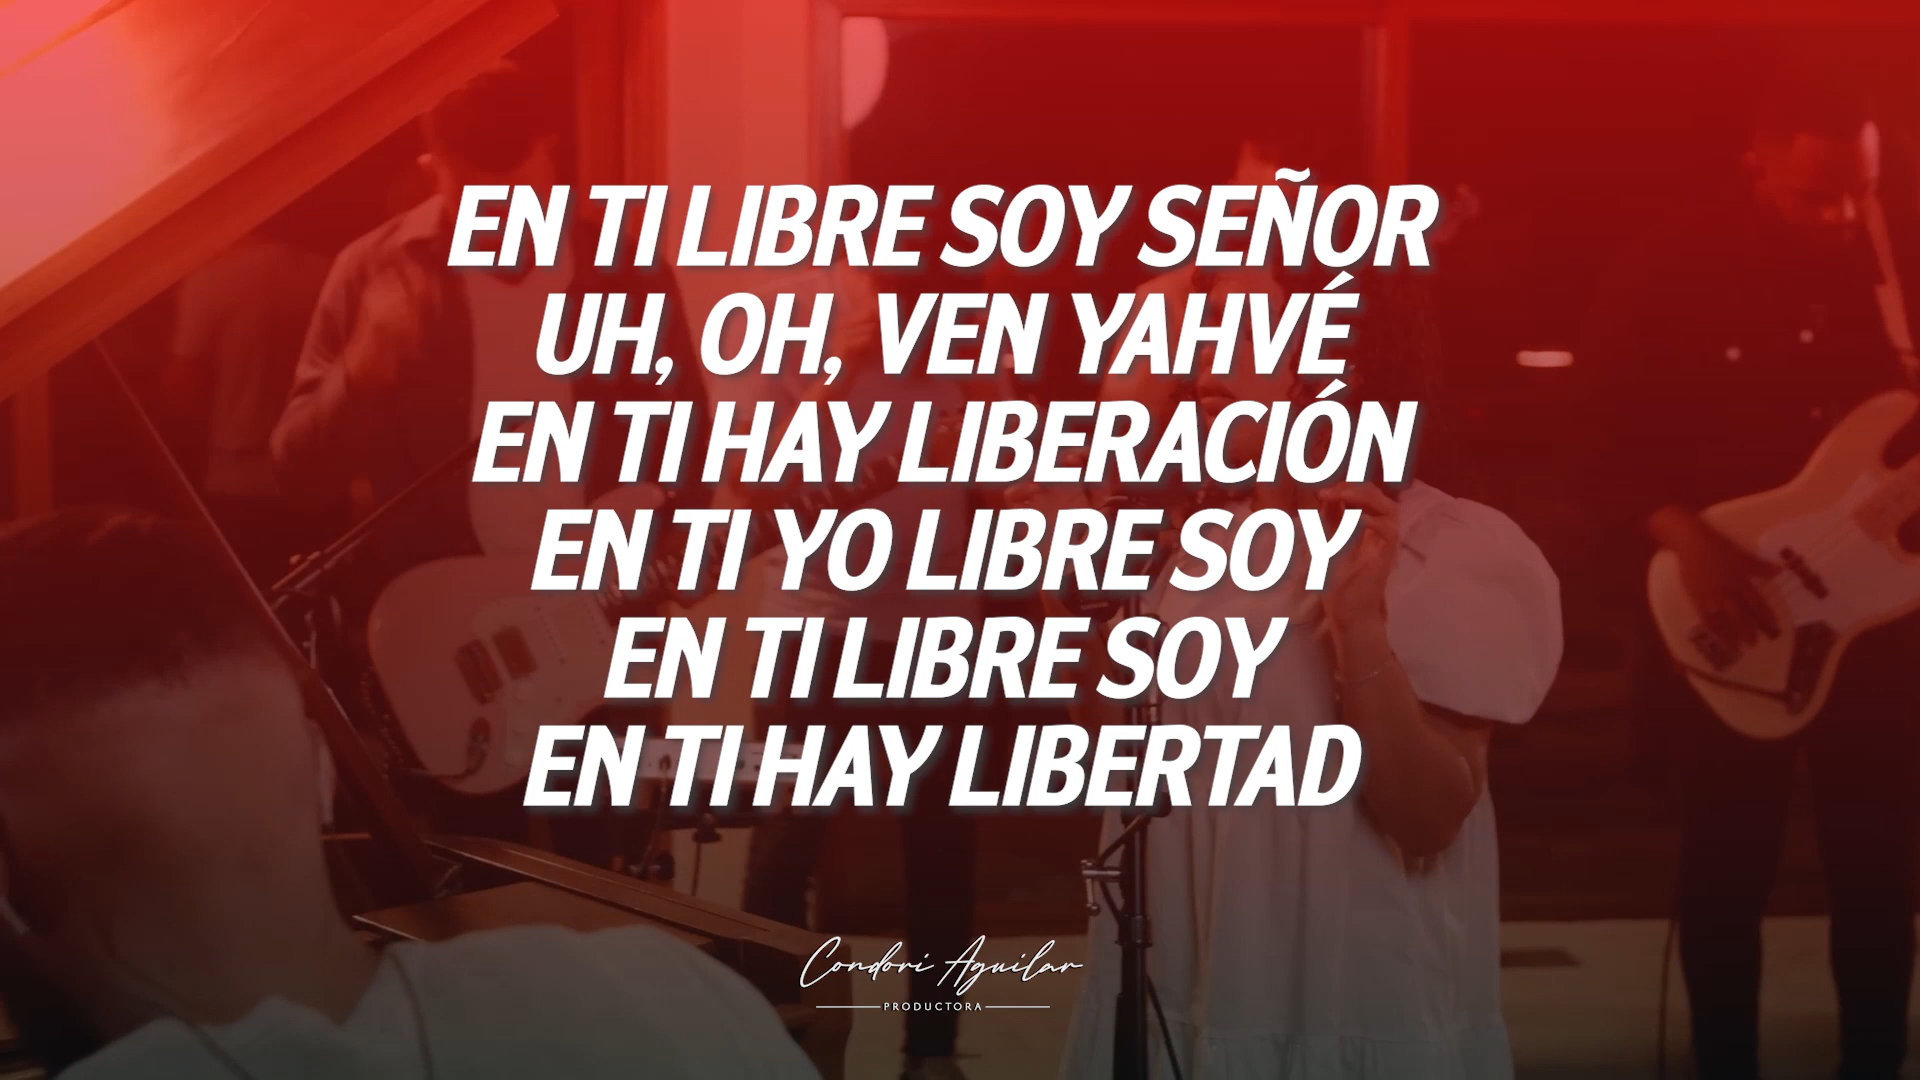 EN TI LIBRE SOY SEÑOR
UH, OH, VEN YAHVÉ
EN TI HAY LIBERACIÓN
EN TI YO LIBRE SOY
EN TI LIBRE SOY
EN TI HAY LIBERTAD
Condori Aguilar
PRODUCTORA